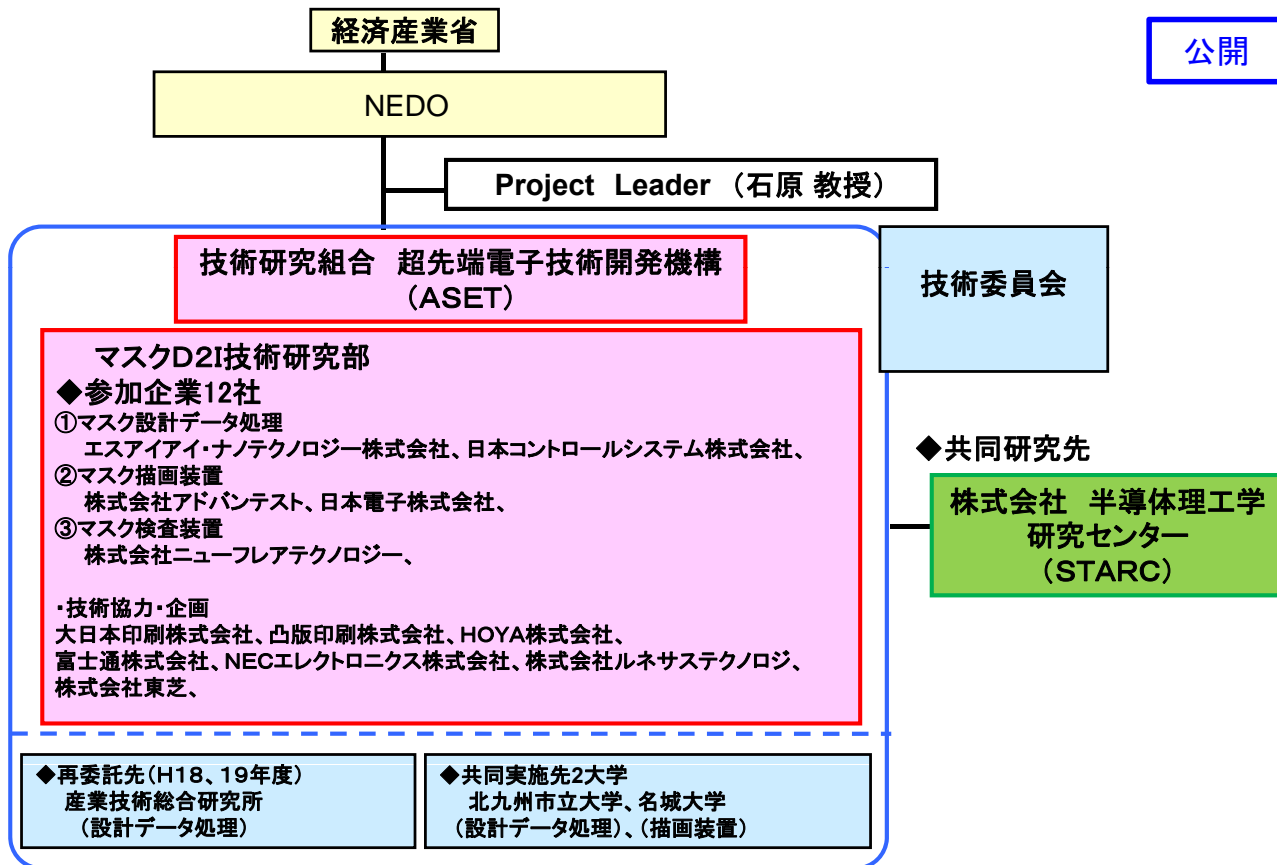 経済産業省
公開
NEDO
Project Leader （石原 教授）
技術研究組合 超先端電子技術開発機構
（ASET）
技術委員会
マスクD2I技術研究部
◆参加企業12社
①マスク設計データ処理
エスアイアイ・ナノテクノロジー株式会社、日本コントロールシステム株式会社、
②マスク描画装置
株式会社アドバンテスト、日本電子株式会社、
③マスク検査装置
株式会社ニューフレアテクノロジー、
・技術協力・企画
大日本印刷株式会社、凸版印刷株式会社、HOYA株式会社、
富士通株式会社、NECエレクトロニクス株式会社、株式会社ルネサステクノロジ、
株式会社東芝、
◆共同研究先
株式会社 半導体理工学
研究センター
（STARC）
◆再委託先（H18、19年度）
産業技術総合研究所
（設計データ処理）
◆共同実施先2大学
北九州市立大学、名城大学
（設計データ処理）、（描画装置）